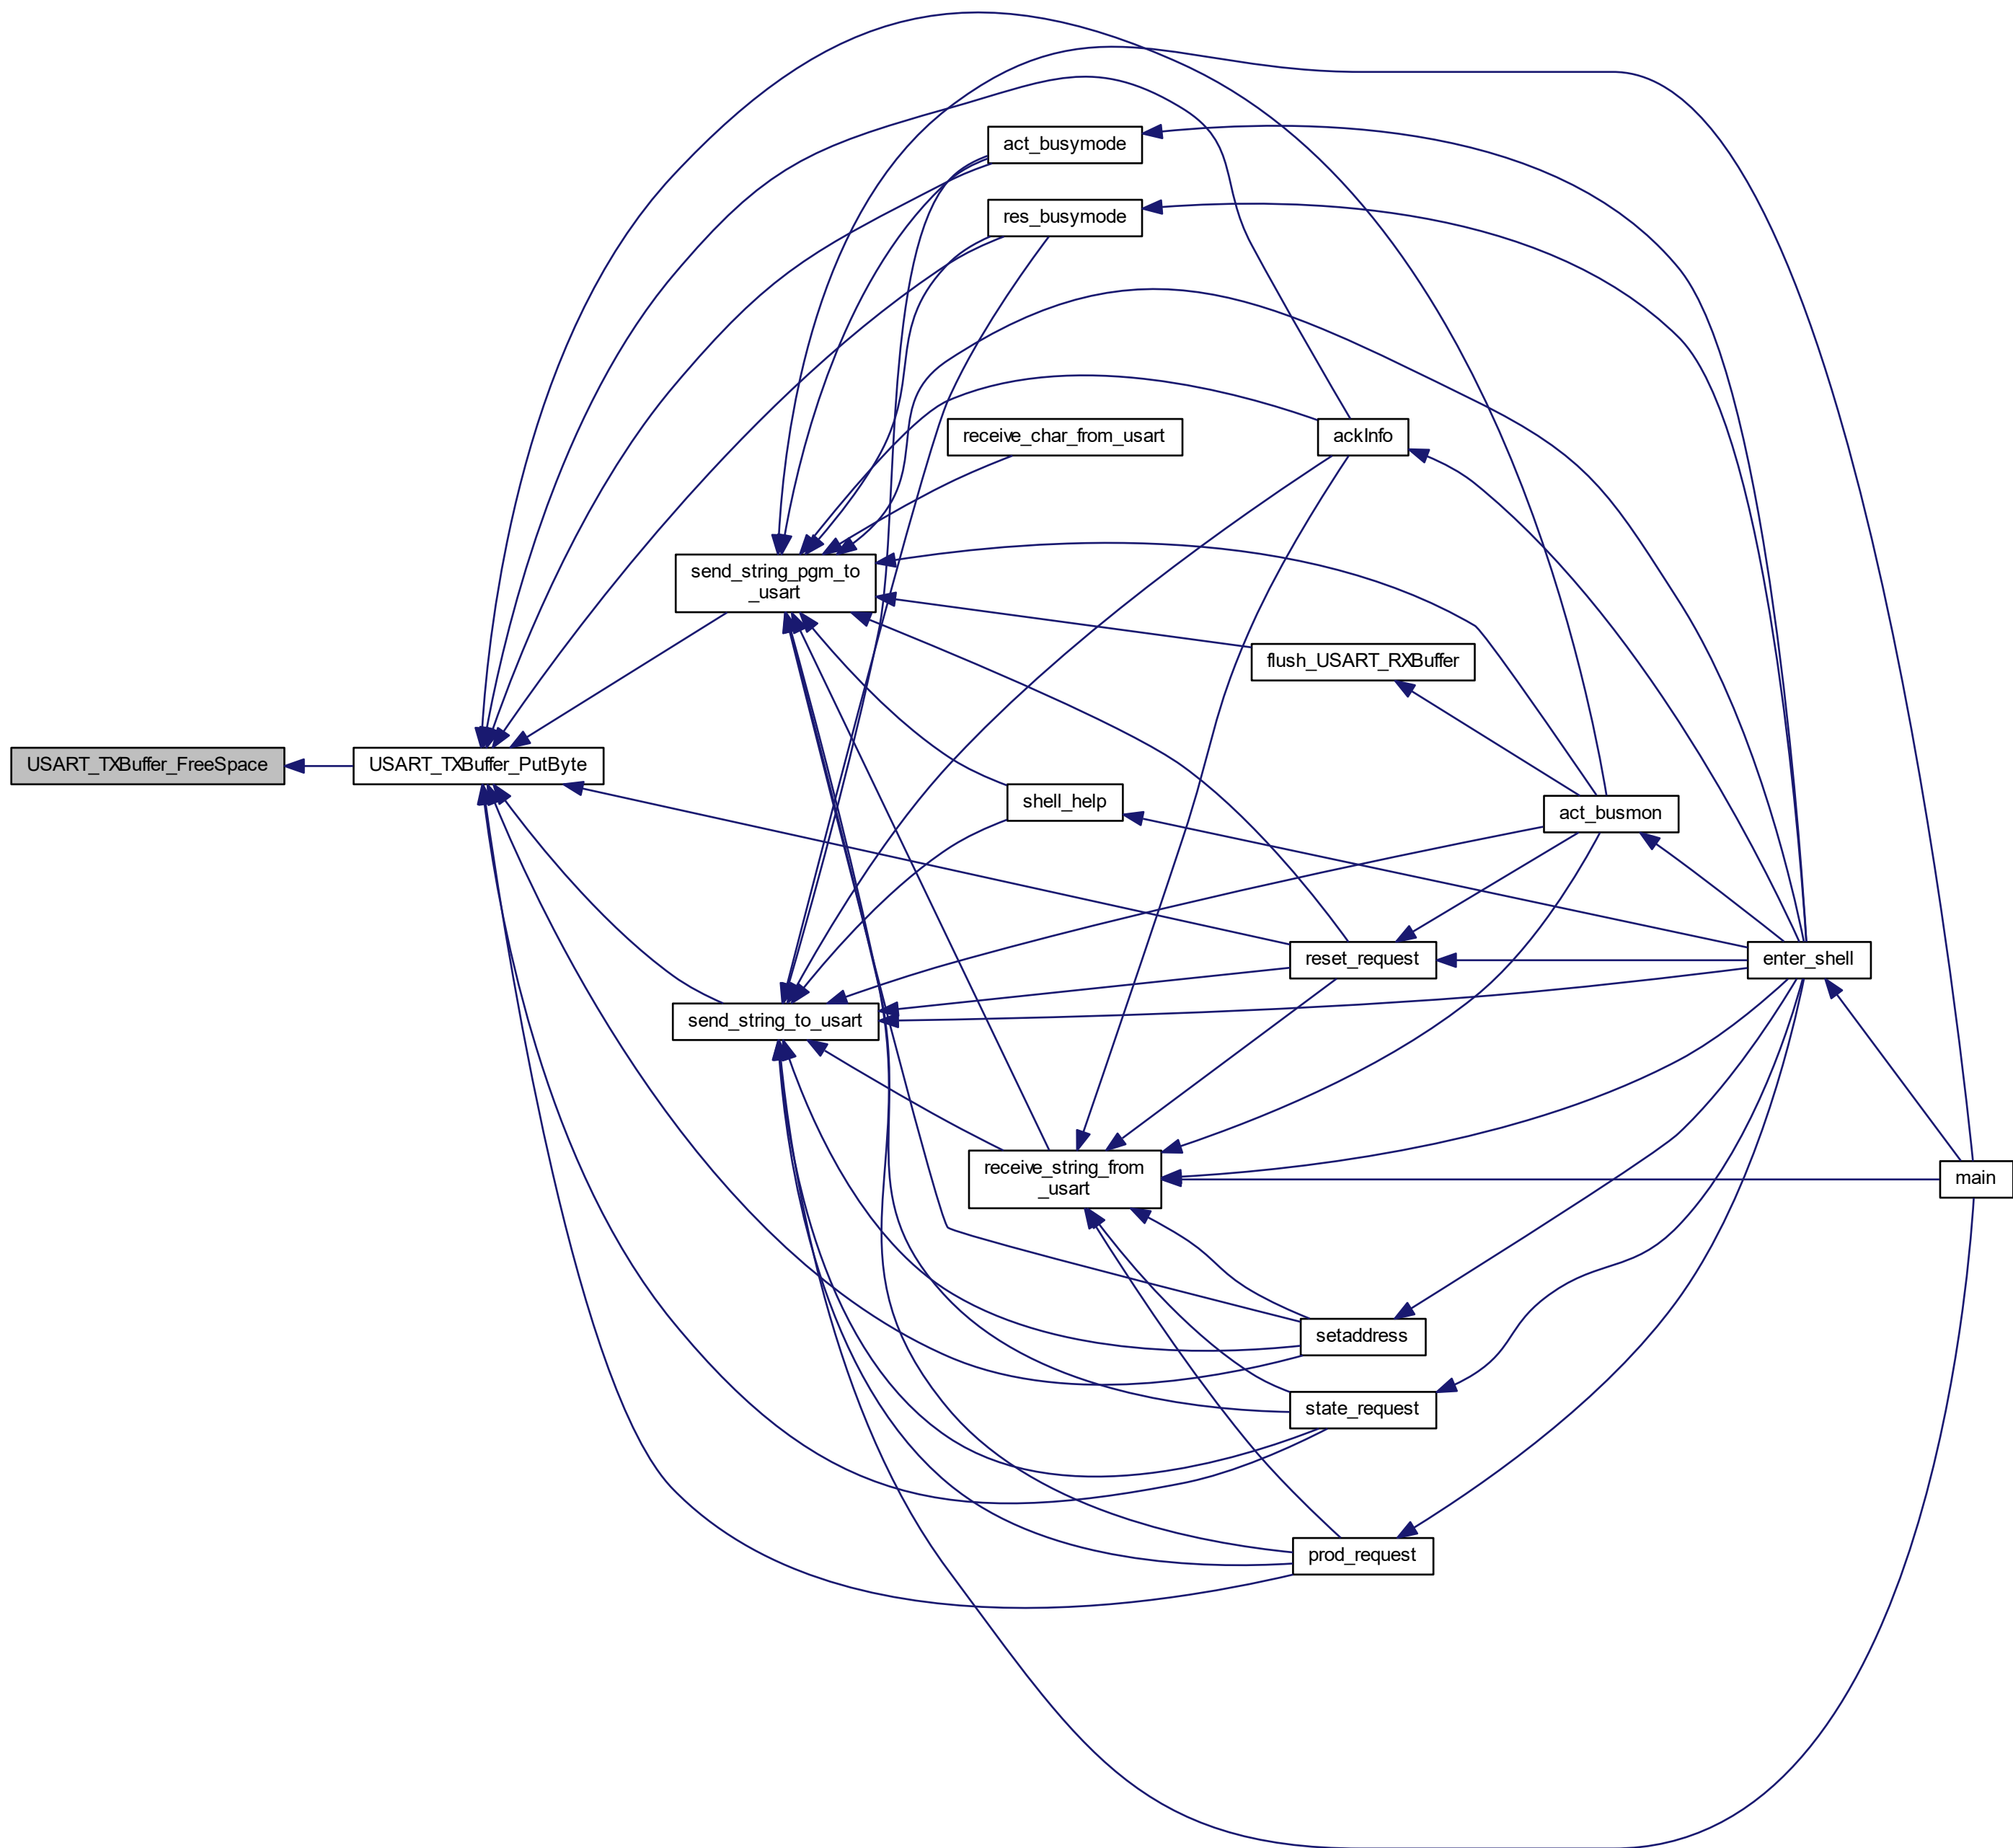 act_busymode
res_busymode
receive_char_from_usart
ackInfo
send_string_pgm_to
_usart
flush_USART_RXBuffer
USART_TXBuffer_FreeSpace
USART_TXBuffer_PutByte
shell_help
act_busmon
reset_request
enter_shell
send_string_to_usart
receive_string_from
_usart
main
setaddress
state_request
prod_request